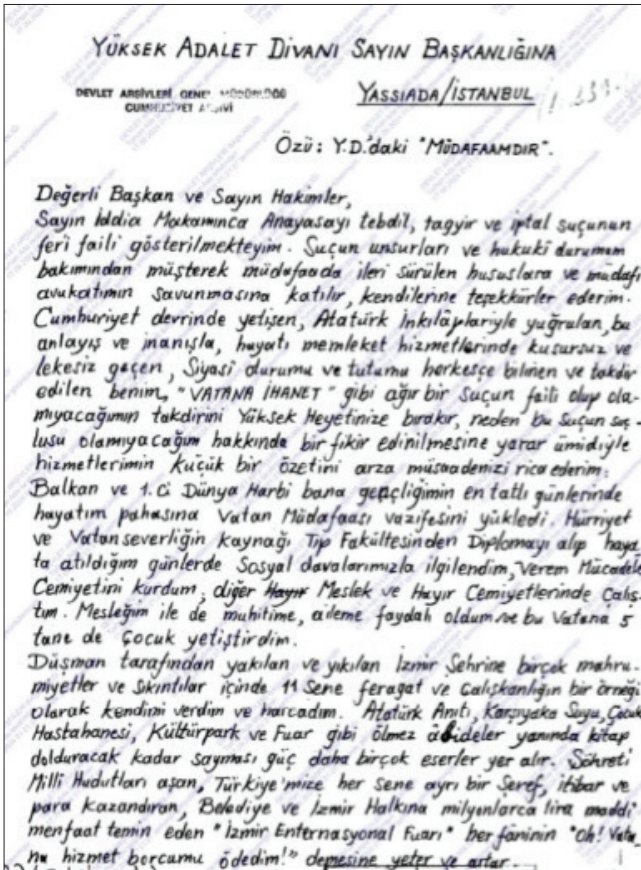 YÜKSEK ADALET DİVANI SAYIN BAŞKANLIĞINA
DEVLET ARŞİVLERİ GENEL MÜDÜRLÜĞÜ
CUMHURİYET ARŞİVİ
YASSIADA/İSTANBUL
Özü: Y.D.'daki "MÜDAFAAMDIR".
Değerli Başkan ve Sayın Hakimler,
Sayın İddia Makamınca Anayasayı tebdil, tagyir ve iptal suçunun
feri faili gösterilmekteyim. Suçun unsurları ve hukukî durumum
bakımından müşterek müdafaada ileri sürülen hususlara ve müdafi
avukatımın savunmasına katılır, kendilerine teşekkürler ederim.
Cumhuriyet devrinde yetişen, Atatürk İnkılâplariyle yuğrulan, bu
anlayış ve inanışla, hayatı memleket hizmetlerinde kusursuz ve
lekesiz geçen, Siyasî durumu ve tutumu herkesçe bilinen ve takdir
edilen benim, "VATANA İHANET" gibi ağır bir Suçun faili olup ola-
mıyacağımın takdirini Yüksek Heyetinize bırakır, neden bu Suçun suç-
lusu olamıyacağım hakkında bir fikir edinilmesine yarar ümidiyle
hizmetlerimin Küçük bir özetini arza müsaadenizi rica ederim:
Balkan ve 1.Ci Dünya Harbi bana gençliğimin en tatlı günlerinde
hayatım pahasına Vatan Müdafaası vazifesini yükledi. Hürriyet
ve Vatanseverliğin kaynağı Tıp Fakültesinden Diplomayı alıp haya-
ta atıldığım günlerde Sosyal davalarımızla ilgilendim, Verem Mücadele
Cemiyetini kurdum, diğer Hayır Meslek ve Hayır Cemiyetlerinde Çalış-
tım. Mesleğim ile de muhitime, aileme faydalı oldum ve bu Vatana 5
tane de Çocuk yetiştirdim.
Düşman tarafından yakılan ve yıkılan İzmir Şehrine birçok mahru-
miyetler ve Sıkıntılar içinde 11 Sene feragat ve Çalışkanlığın bir örneği
olarak kendimi verdim ve harcadım. Atatürk Anıtı, Karşıyaka Suyu, Çocuk
Hastahanesi, Kültürpark ve Fuar gibi ölmez âbideler yanında kitap
dolduracak kadar sayması güç daha birçok eserler yer alır. Şöhreti
Millî Hudutları aşan, Türkiye'mize her sene ayrı bir Şeref, itibar ve
para kazandıran, Belediye ve İzmir Halkına milyonlarca lira maddî
menfaat temin eden "İzmir Enternasyonal Fuarı" her fâninin "Oh! Vata-
na hizmet borcumu ödedim!" demesine yeter ve artar.